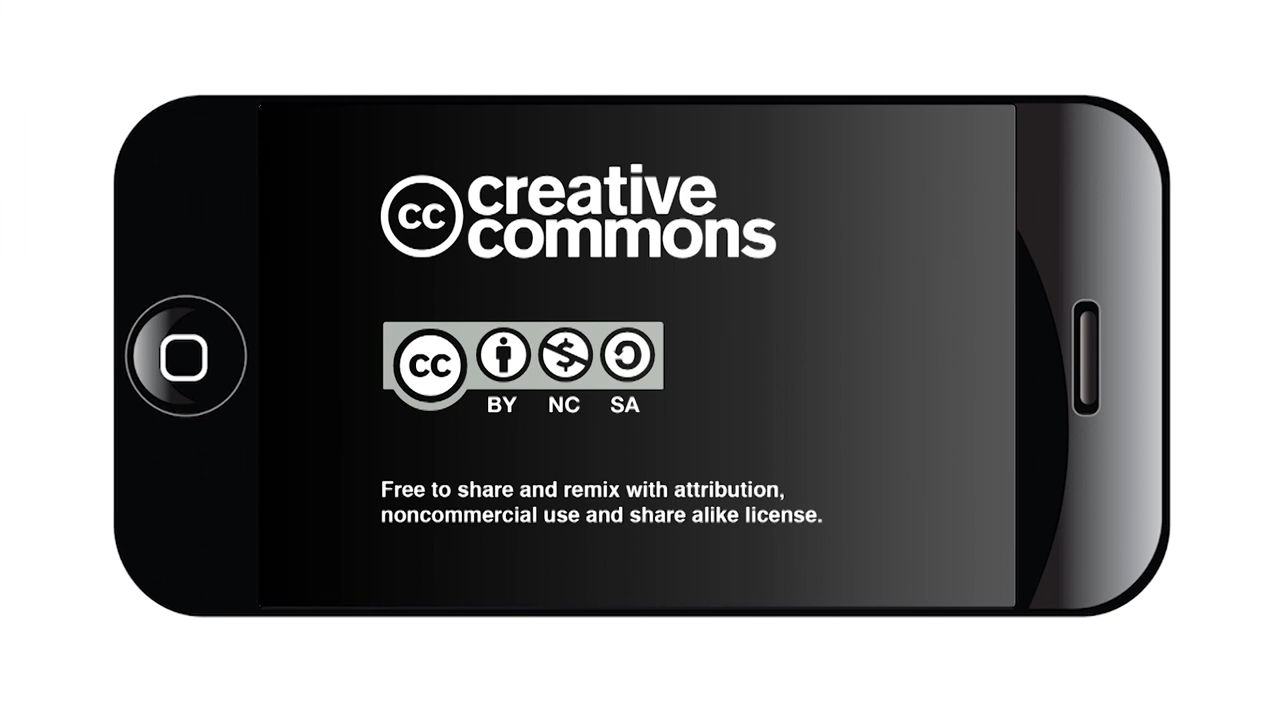 cc creative
commons
cc
BY NC SA
Free to share and remix with attribution,
noncommercial use and share alike license.